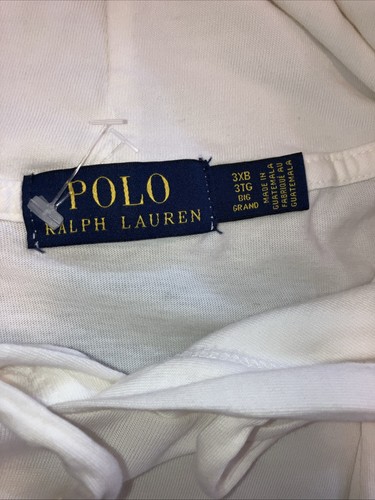 POLO
RALPH LAUREN
3XB
3TG
BIG
GRAND
MADE IN
GUATEMALA
FABRIQUÉ AU
GUATEMALA